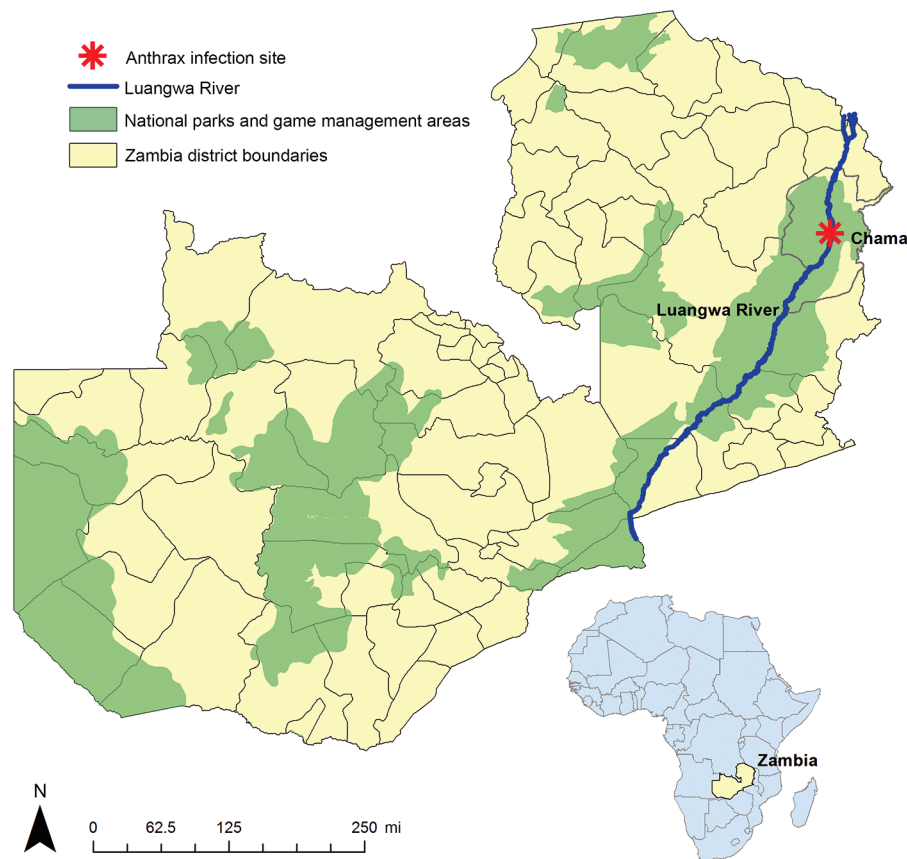 Anthrax infection site
Luangwa River
National parks and game management areas
Zambia district boundaries
Chama
Luangwa River
Zambia
N
0 62.5 125 250 mi